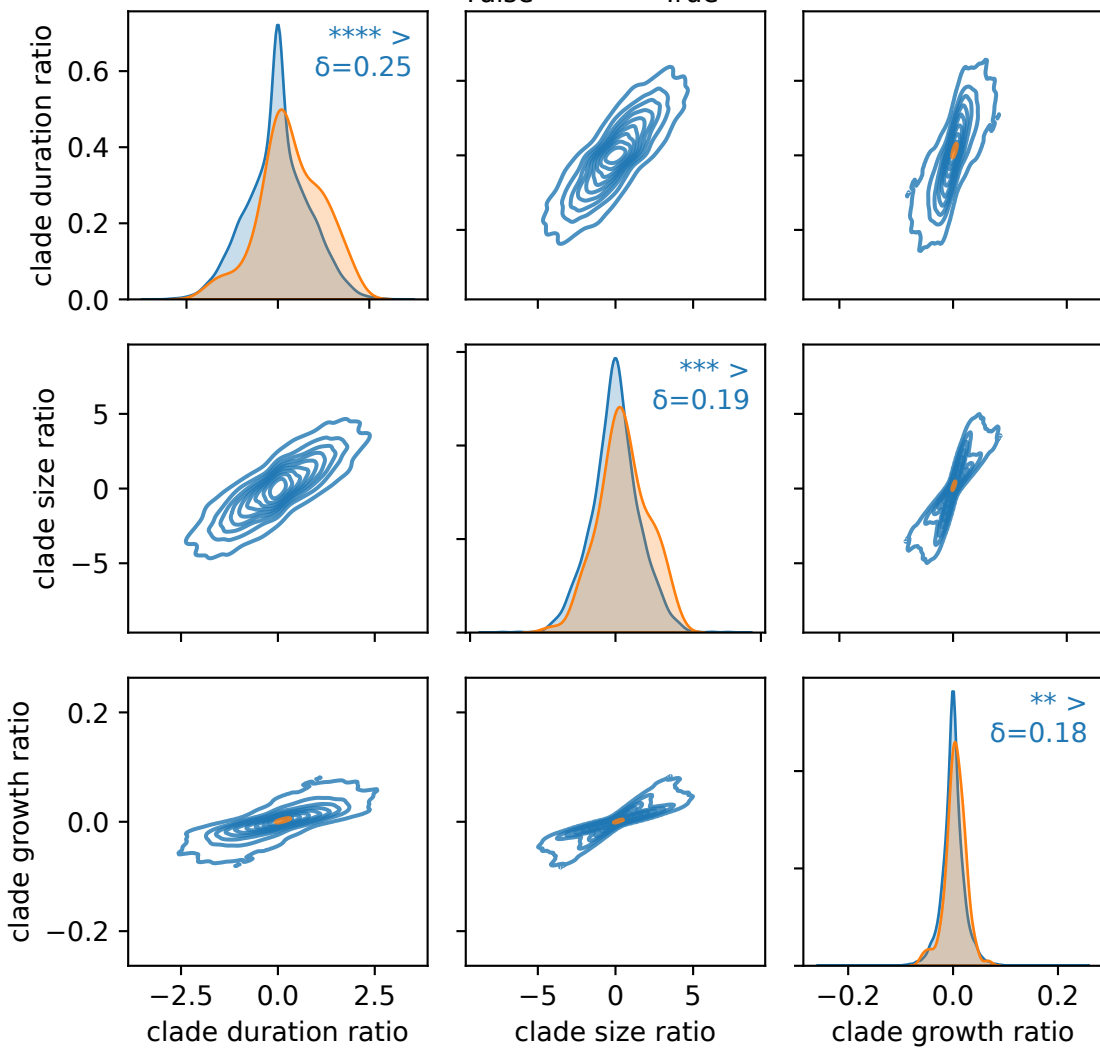 **** >
δ=0.25
0.6
0.4
0.2
0.0
clade duration ratio
*** >
δ=0.19
5
0
−5
clade size ratio
** >
δ=0.18
0.2
0.0
−0.2
clade growth ratio
−2.5 0.0 2.5
−5 0 5
−0.2 0.0 0.2
clade duration ratio
clade size ratio
clade growth ratio